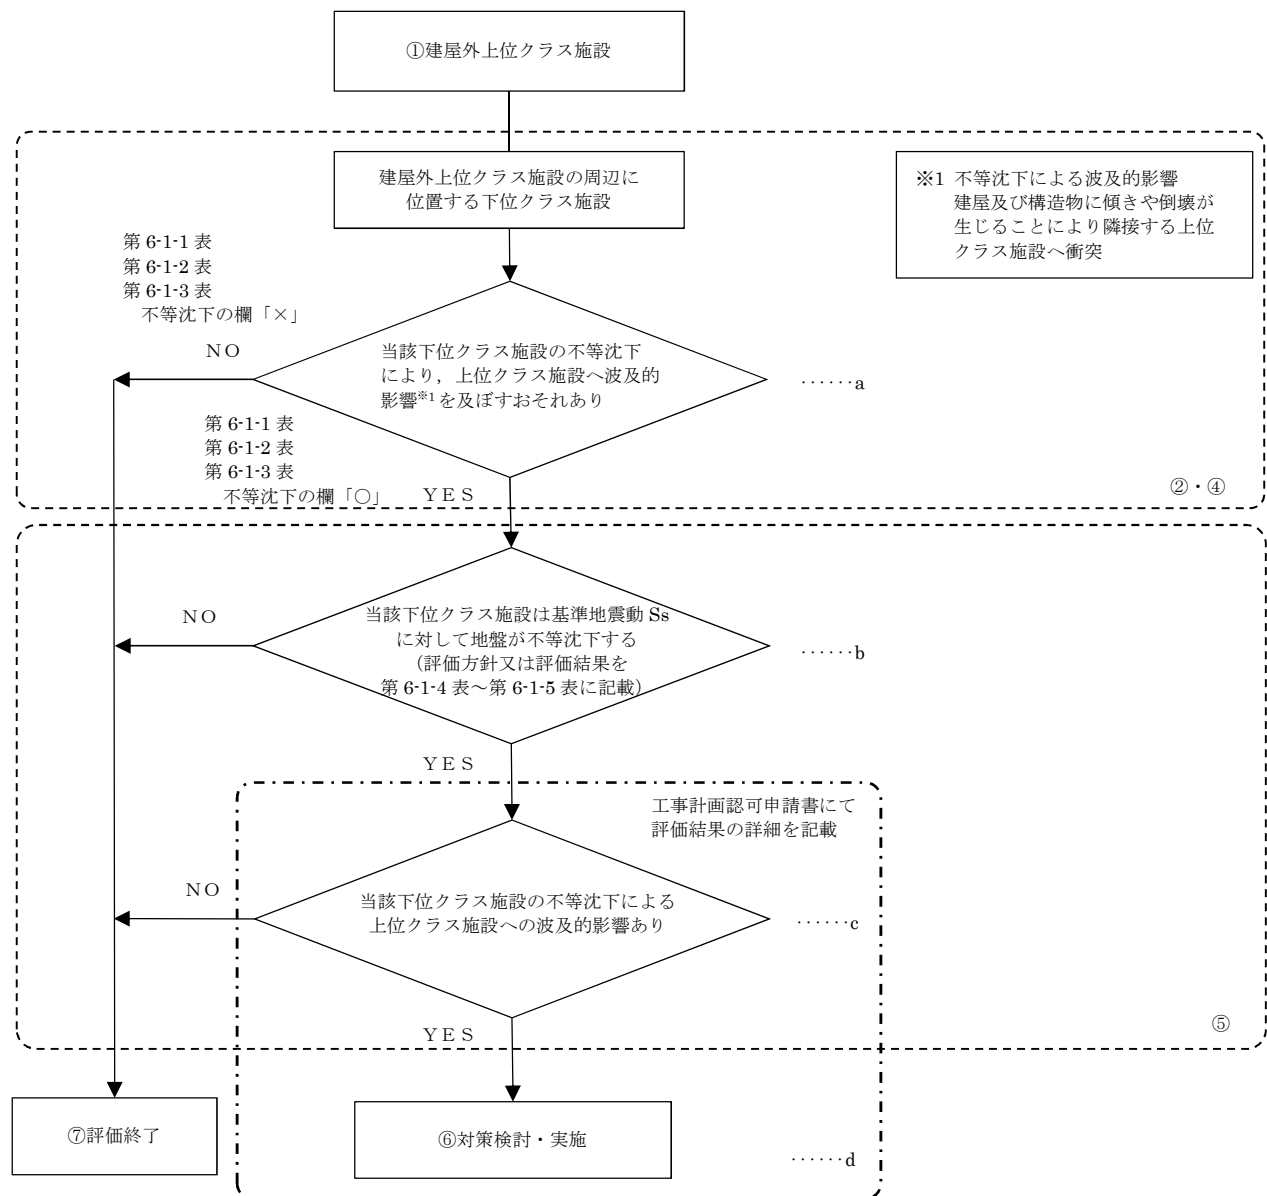 ①建屋外上位クラス施設
建屋外上位クラス施設の周辺に
位置する下位クラス施設
※1 不等沈下による波及的影響
建屋及び構造物に傾きや倒壊が
生じることにより隣接する上位
クラス施設へ衝突
第 6-1-1 表
第 6-1-2 表
第 6-1-3 表
不等沈下の欄「×」
NO
当該下位クラス施設の不等沈下
により，上位クラス施設へ波及的
影響※1 を及ぼすおそれあり
······a
第 6-1-1 表
第 6-1-2 表
第 6-1-3 表
不等沈下の欄「○」
YES
②・④
NO
当該下位クラス施設は基準地震動 Ss
に対して地盤が不等沈下する
（評価方針又は評価結果を
第 6-1-4 表～第 6-1-5 表に記載）
······b
YES
工事計画認可申請書にて
評価結果の詳細を記載
NO
当該下位クラス施設の不等沈下による
上位クラス施設への波及的影響あり
······c
YES
⑤
⑦評価終了
⑥対策検討・実施
······d